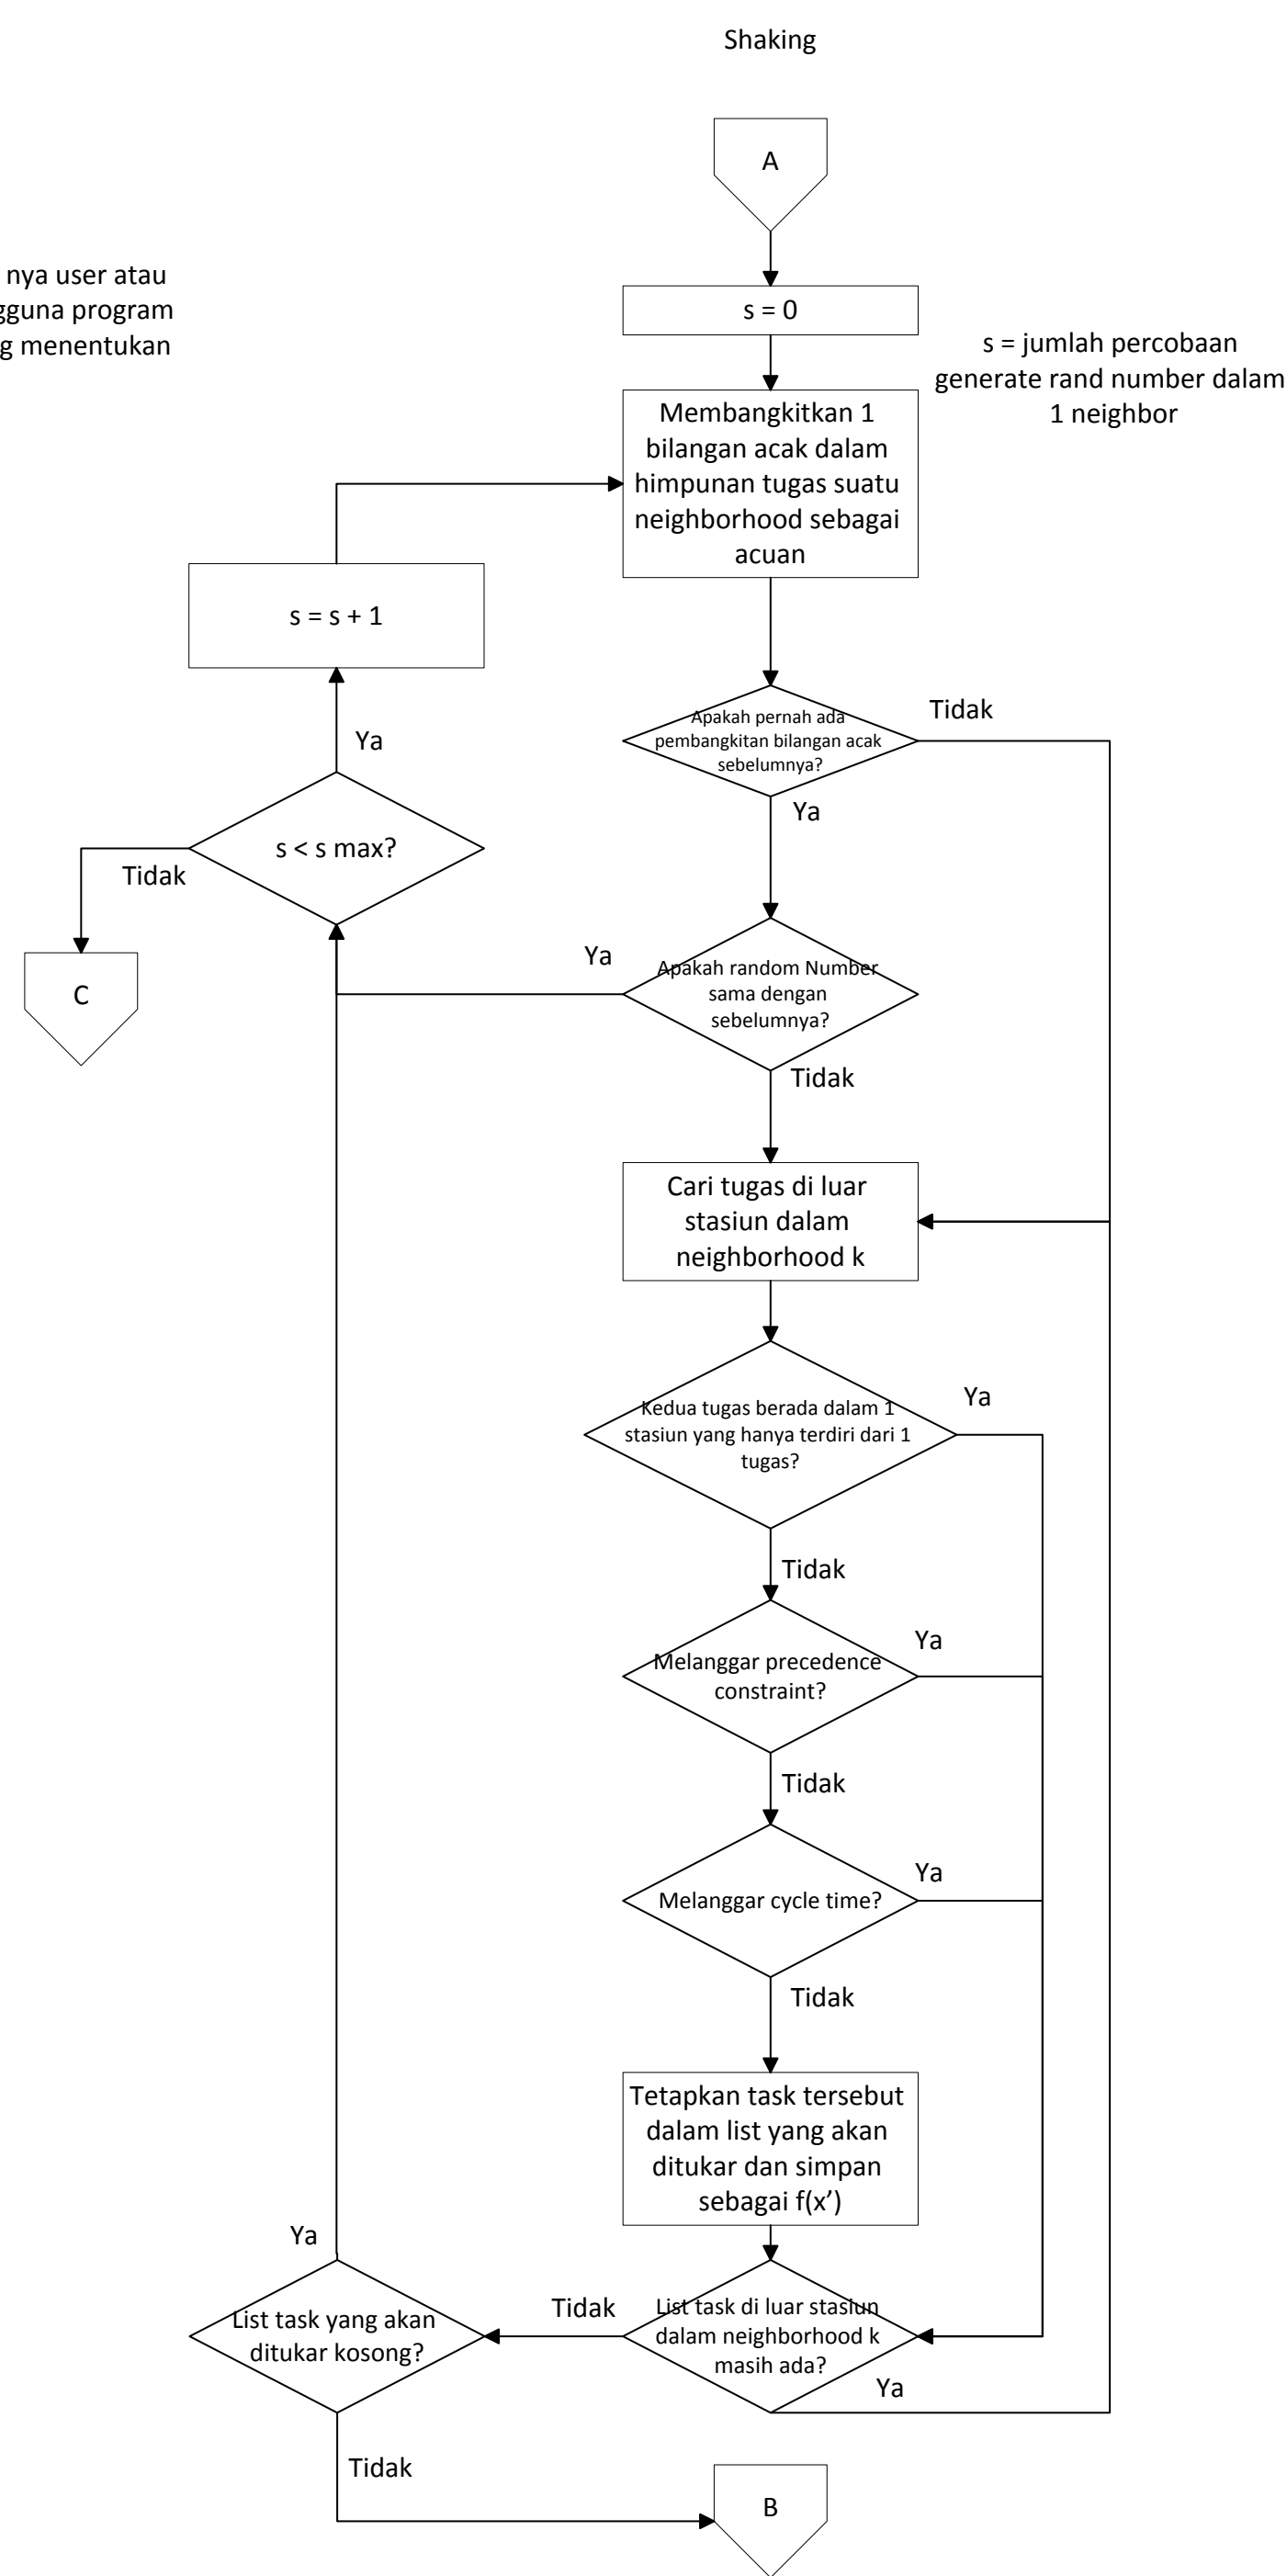 Shaking
A
s = 0
nya user atau
gguna program
g menentukan
s = jumlah percobaan
generate rand number dalam
1 neighbor
Membangkitkan 1
bilangan acak dalam
himpunan tugas suatu
neighborhood sebagai
acuan
s = s + 1
Apakah pernah ada
pembangkitan bilangan acak
sebelumnya?
Tidak
Ya
Ya
s < s max?
Tidak
C
Apakah random Number
sama dengan
sebelumnya?
Ya
Tidak
Cari tugas di luar
stasiun dalam
neighborhood k
Kedua tugas berada dalam 1
stasiun yang hanya terdiri dari 1
tugas?
Ya
Tidak
Melanggar precedence
constraint?
Ya
Tidak
Melanggar cycle time?
Ya
Tidak
Tetapkan task tersebut
dalam list yang akan
ditukar dan simpan
sebagai f(x’)
List task di luar stasiun
dalam neighborhood k
masih ada?
Tidak
Ya
List task yang akan
ditukar kosong?
Ya
Tidak
B